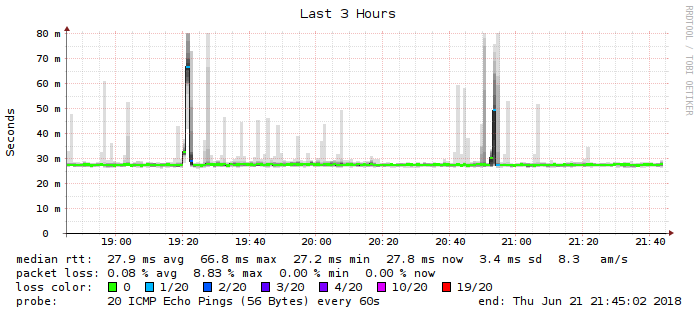 Last 3 Hours
RRDTOOL / TOBI OETIKER
Seconds
80 m
70 m
60 m
50 m
40 m
30 m
20 m
10 m
0
19:00 19:20 19:40 20:00 20:20 20:40 21:00 21:20 21:40
median rtt: 27.9 ms avg 66.8 ms max 27.2 ms min 27.8 ms now 3.4 ms sd 8.3 am/s
packet loss: 0.08 % avg 8.83 % max 0.00 % min 0.00 % now
loss color: 0 1/20 2/20 3/20 4/20 10/20 19/20
probe: 20 ICMP Echo Pings (56 Bytes) every 60s end: Thu Jun 21 21:45:02 2018